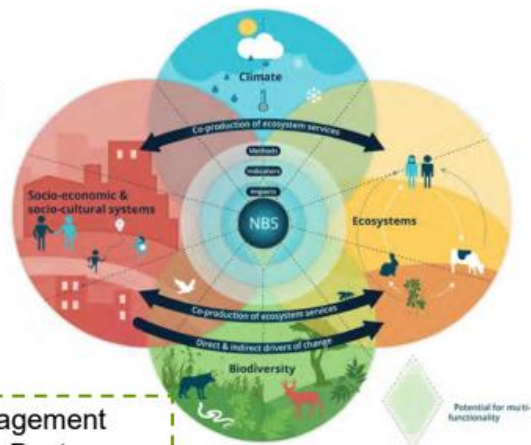 Climate
Co-production of ecosystem services
Methods
Indicators
Impacts
Socio-economic &
socio-cultural systems
NBS
Ecosystems
Co-production of ecosystem services
Direct & indirect drivers of change
Biodiversity
Potential for multi-
functionality
agement